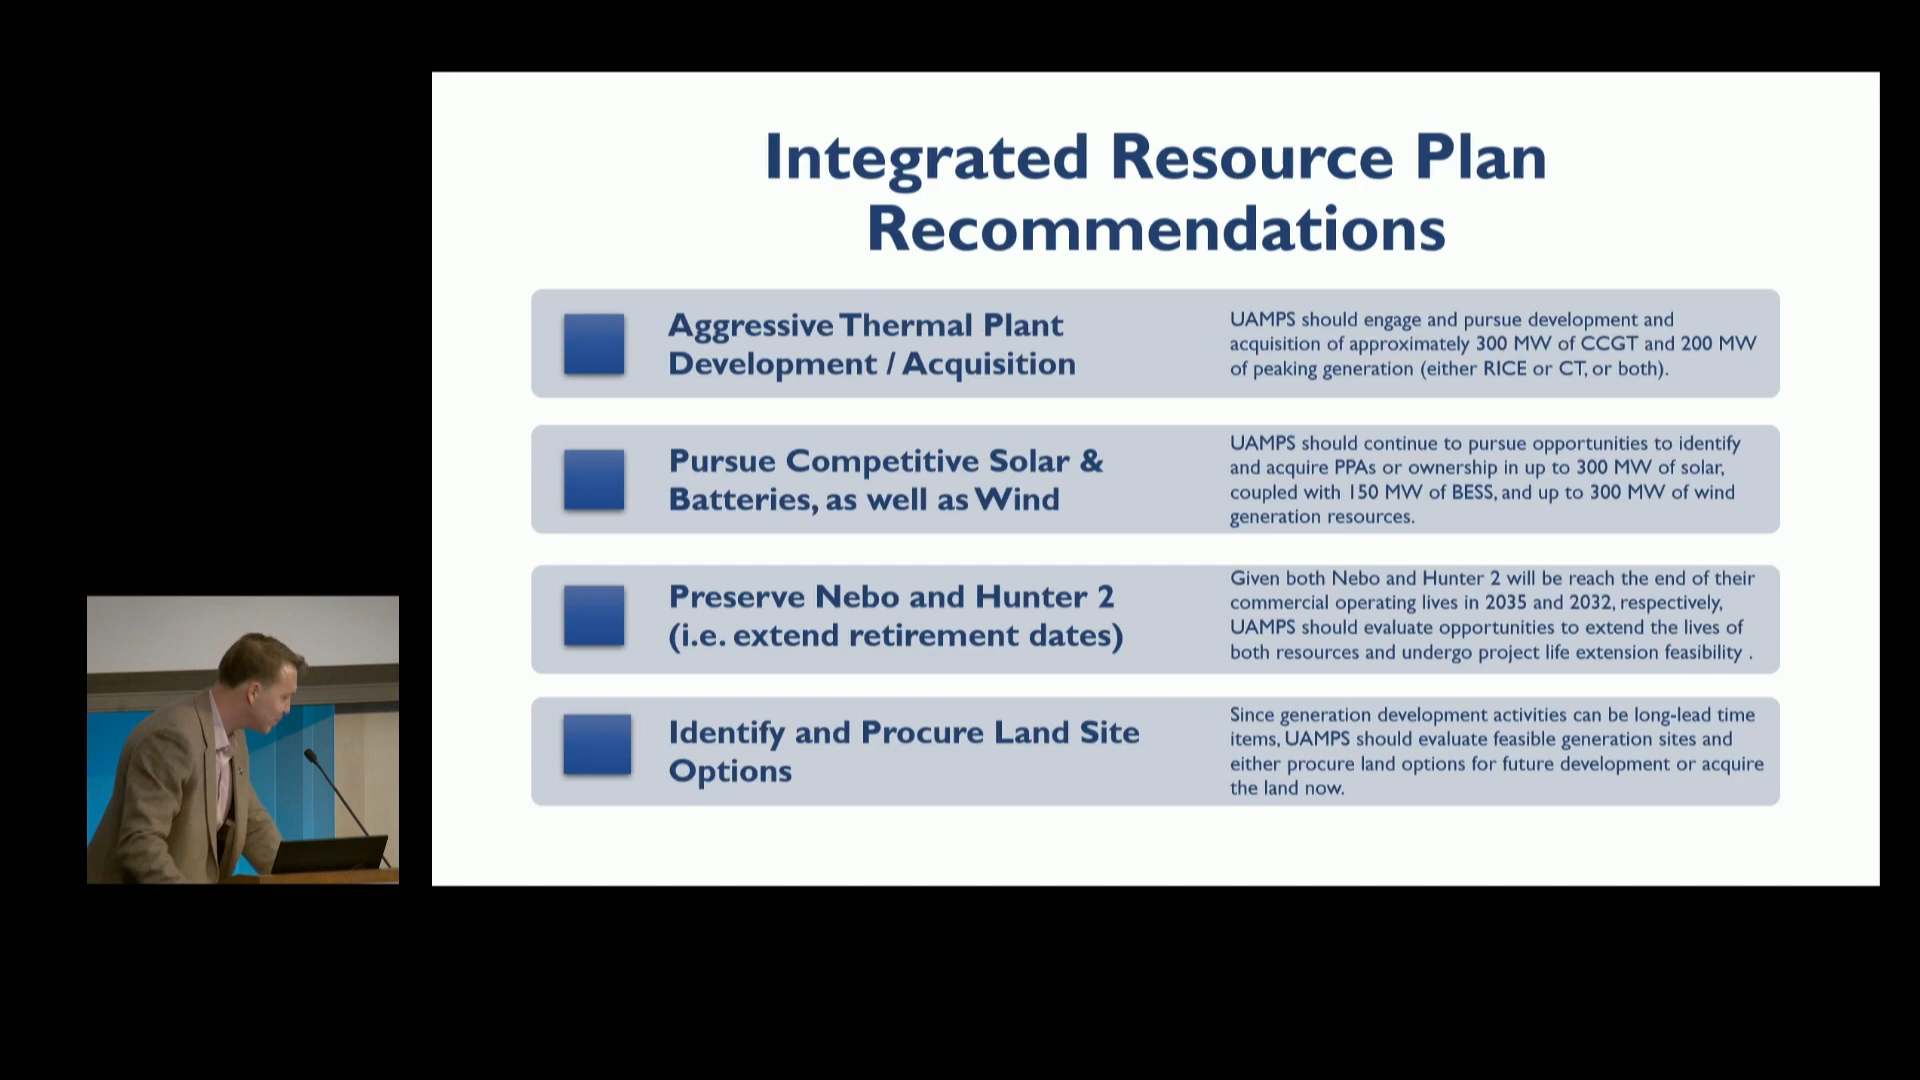 Integrated Resource Plan
Recommendations
Aggressive Thermal Plant
Development / Acquisition
UAMPS should engage and pursue development and
acquisition of approximately 300 MW of CCGT and 200 MW
of peaking generation (either RICE or CT, or both).
Pursue Competitive Solar &
Batteries, as well as Wind
UAMPS should continue to pursue opportunities to identify
and acquire PPAs or ownership in up to 300 MW of solar,
coupled with 150 MW of BESS, and up to 300 MW of wind
generation resources.
Preserve Nebo and Hunter 2
(i.e. extend retirement dates)
Given both Nebo and Hunter 2 will be reach the end of their
commercial operating lives in 2035 and 2032, respectively,
UAMPS should evaluate opportunities to extend the lives of
both resources and undergo project life extension feasibility .
Identify and Procure Land Site
Options
Since generation development activities can be long-lead time
items, UAMPS should evaluate feasible generation sites and
either procure land options for future development or acquire
the land now.